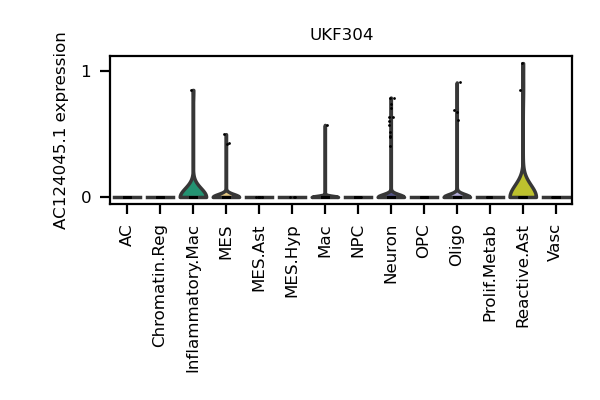 UKF304
AC124045.1 expression
1
0
AC
Chromatin.Reg
Inflammatory.Mac
MES
MES.Ast
MES.Hyp
Mac
NPC
Neuron
OPC
Oligo
Prolif.Metab
Reactive.Ast
Vasc